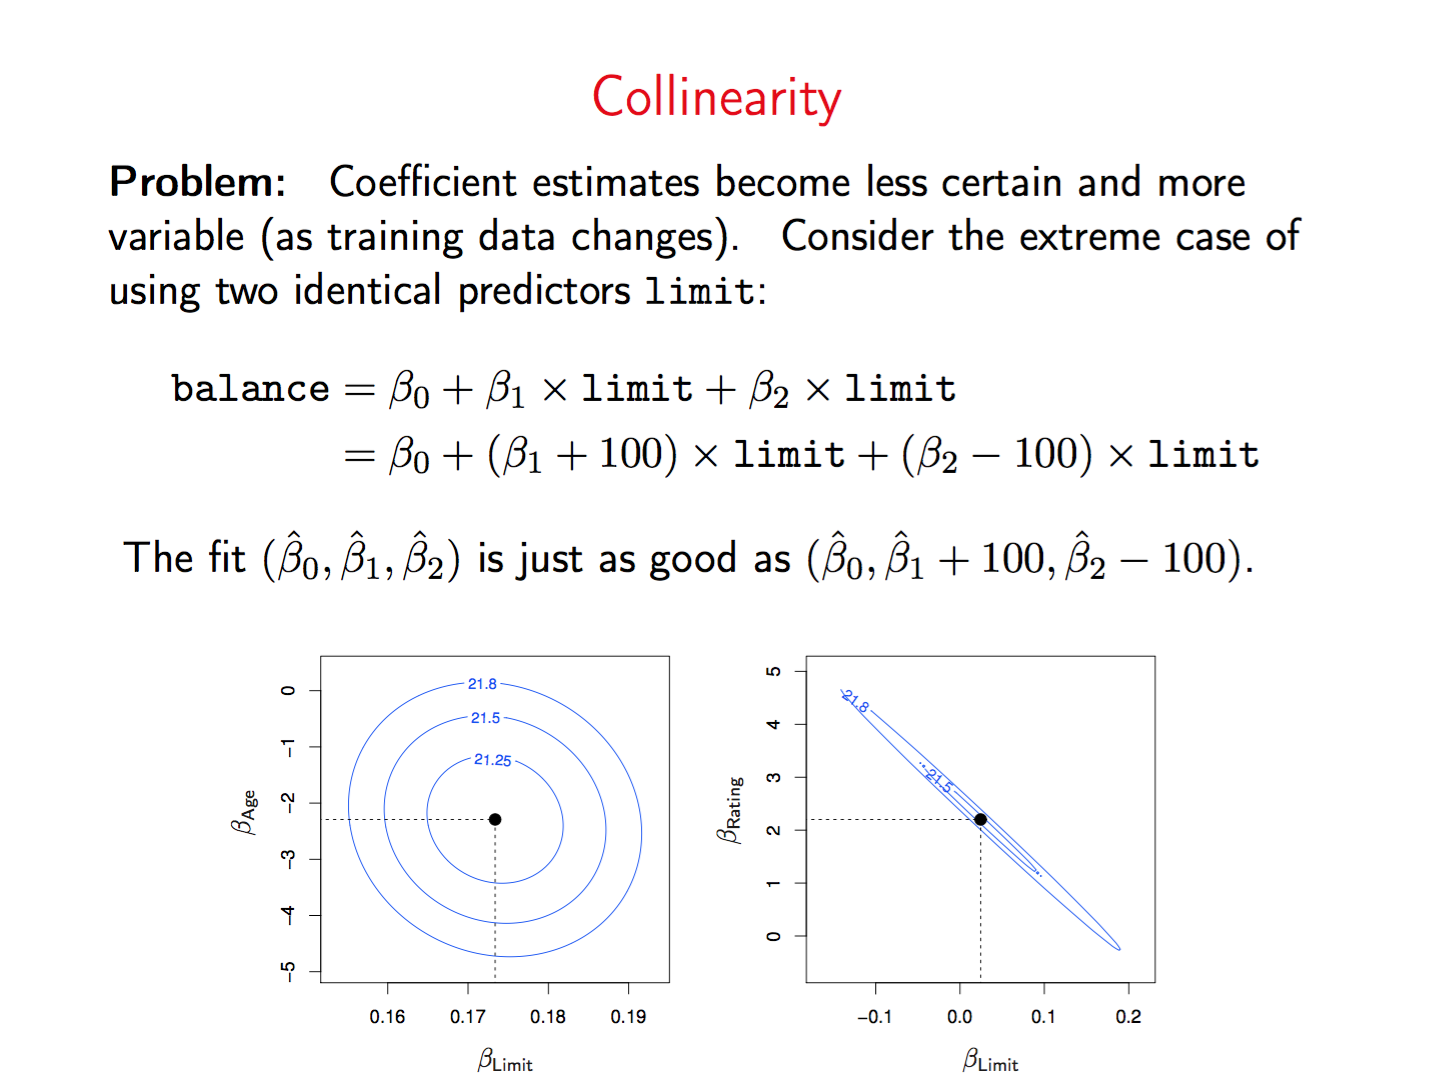 Collinearity
Problem: Coefficient estimates become less certain and more
variable (as training data changes). Consider the extreme case of
using two identical predictors limit:
balance = β₀ + β₁ × limit + β₂ × limit
= β₀ + (β₁ + 100) × limit + (β₂ − 100) × limit
The fit (β̂₀, β̂₁, β̂₂) is just as good as (β̂₀, β̂₁ + 100, β̂₂ − 100).
21.8
21.5
21.25
0
−1
−2
−3
−4
−5
β_Age
0.16 0.17 0.18 0.19
β_Limit
21.8
21.5
5
4
3
2
1
0
β_Rating
−0.1 0.0 0.1 0.2
β_Limit